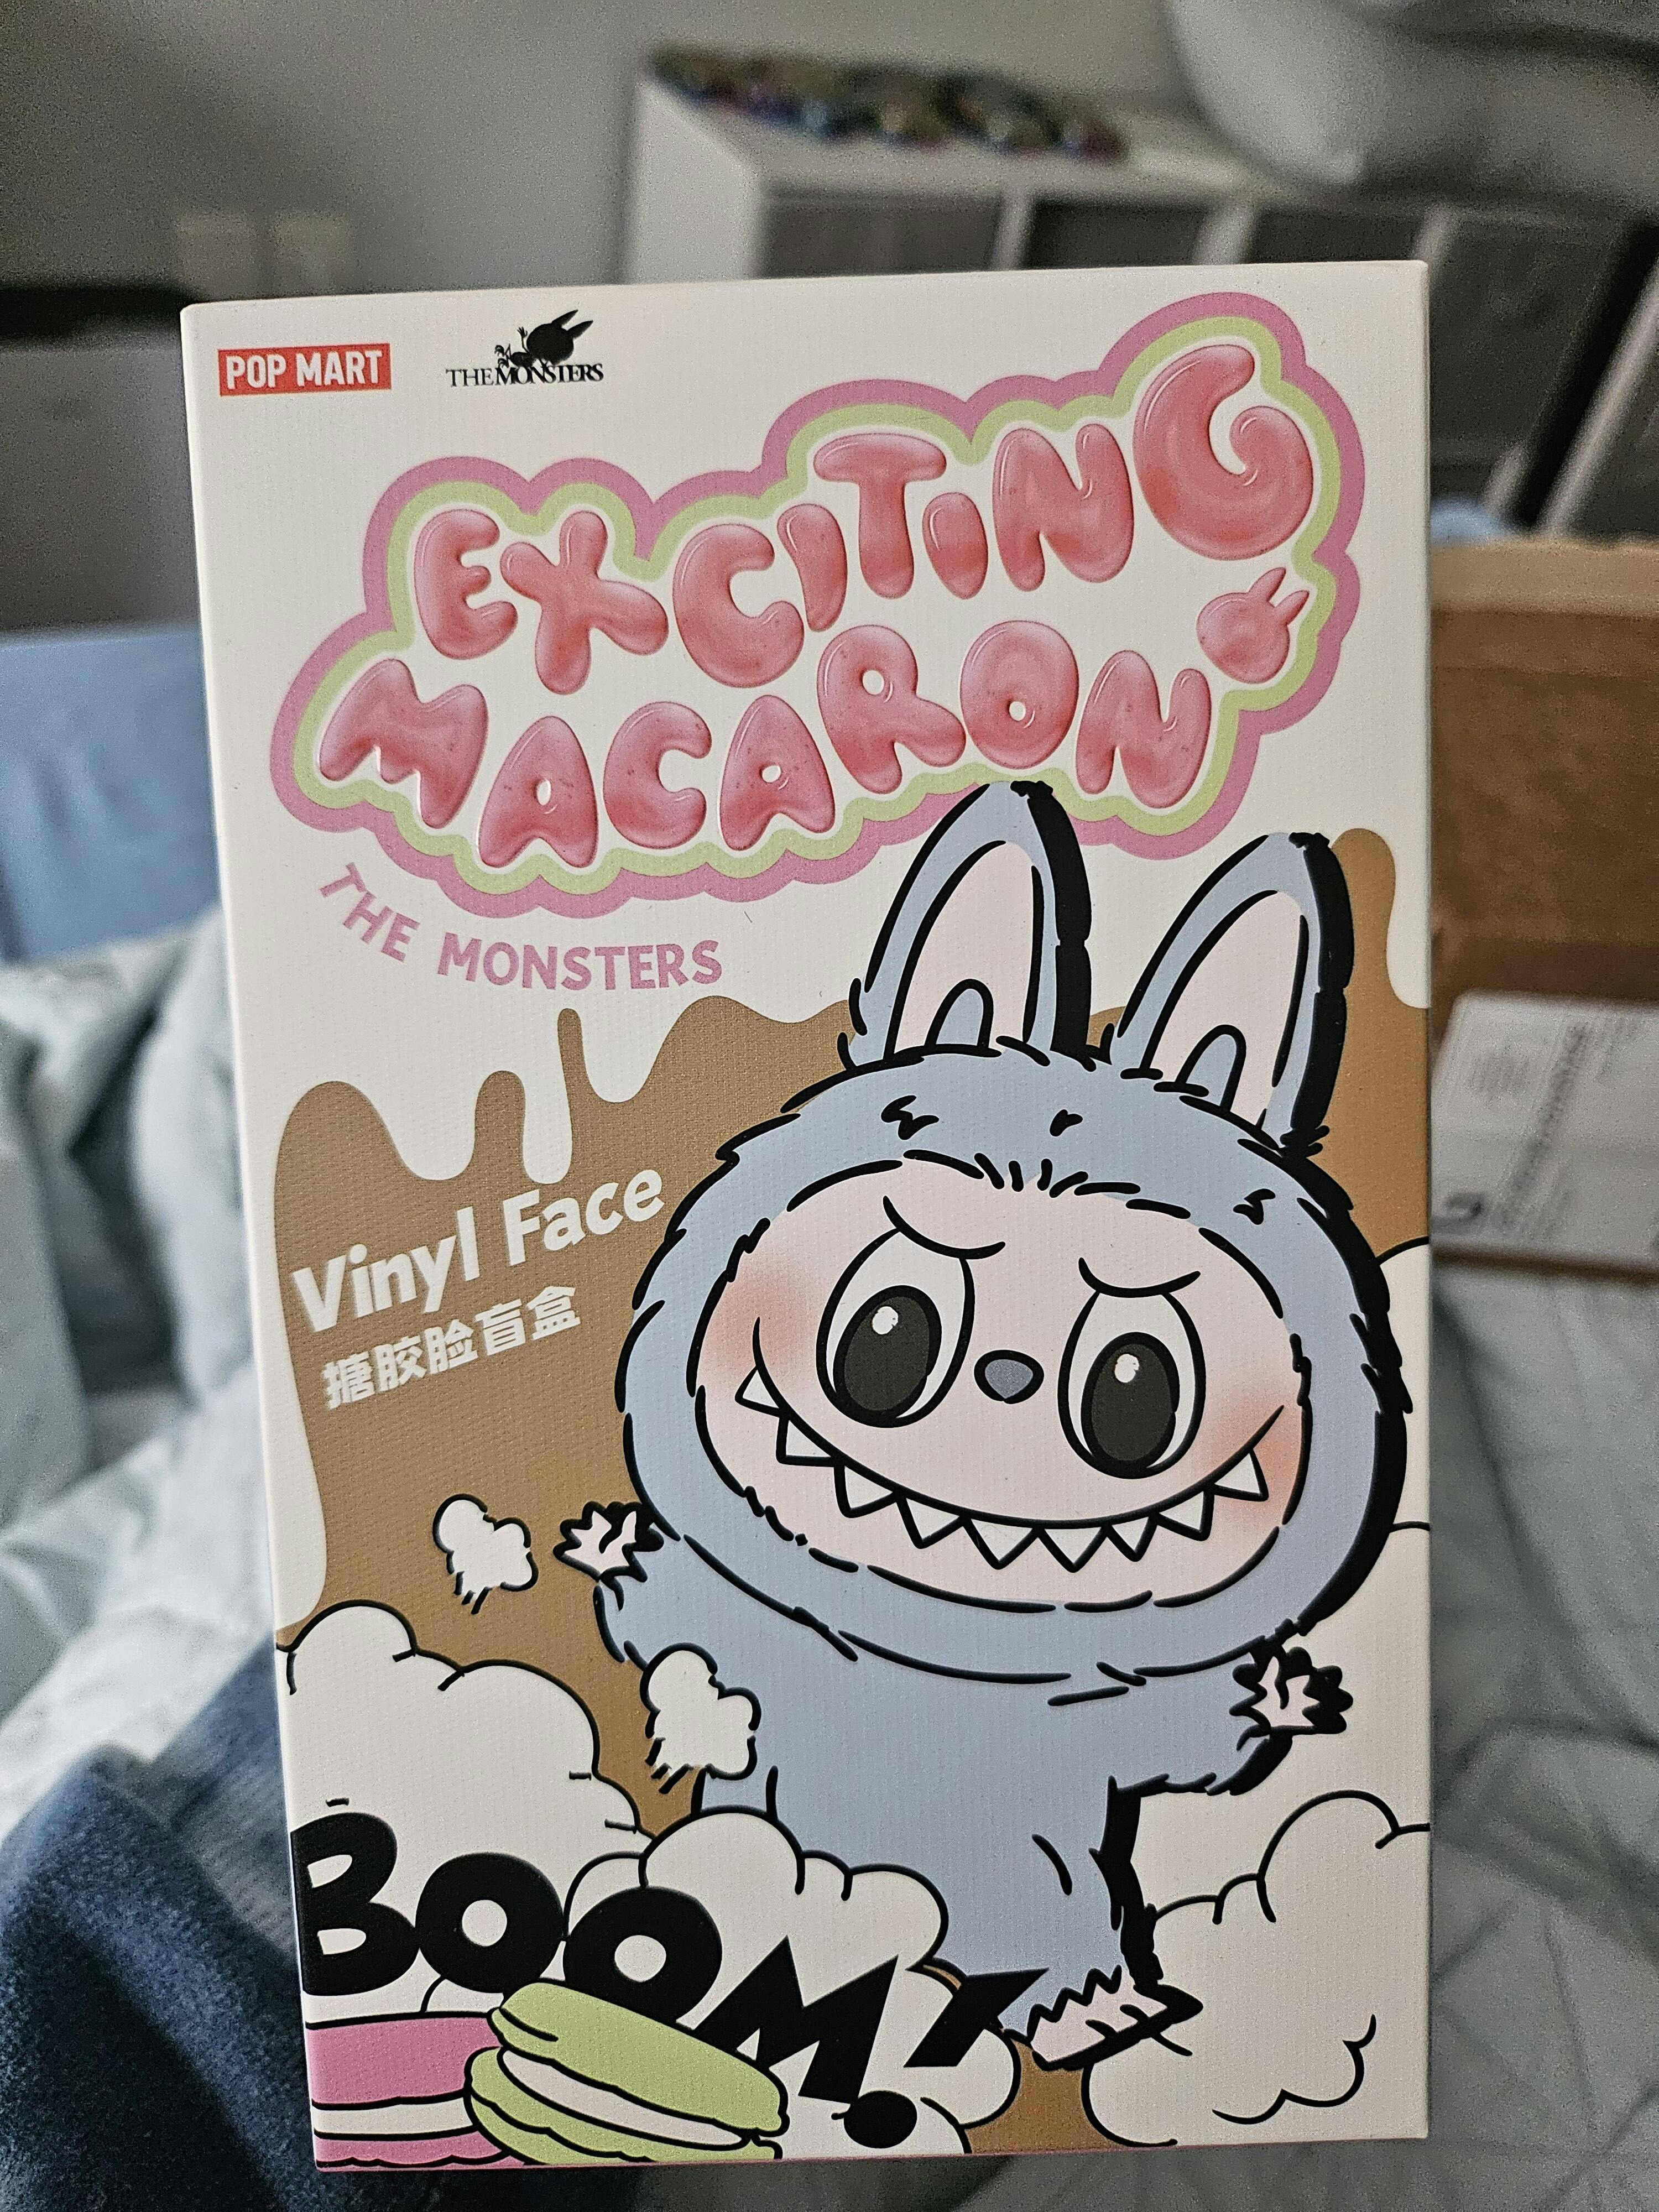 POP MART
THE MONSTERS
EXCITING
MACARON
THE MONSTERS
Vinyl Face
搪胶脸盲盒
BOOM!